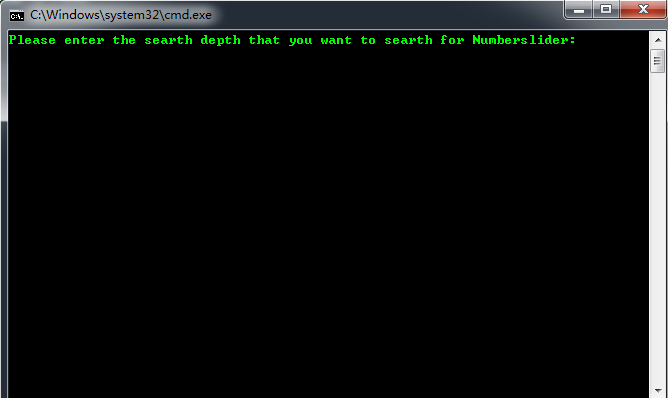 C:\Windows\system32\cmd.exe
Please enter the searth depth that you want to searth for Numberslider: